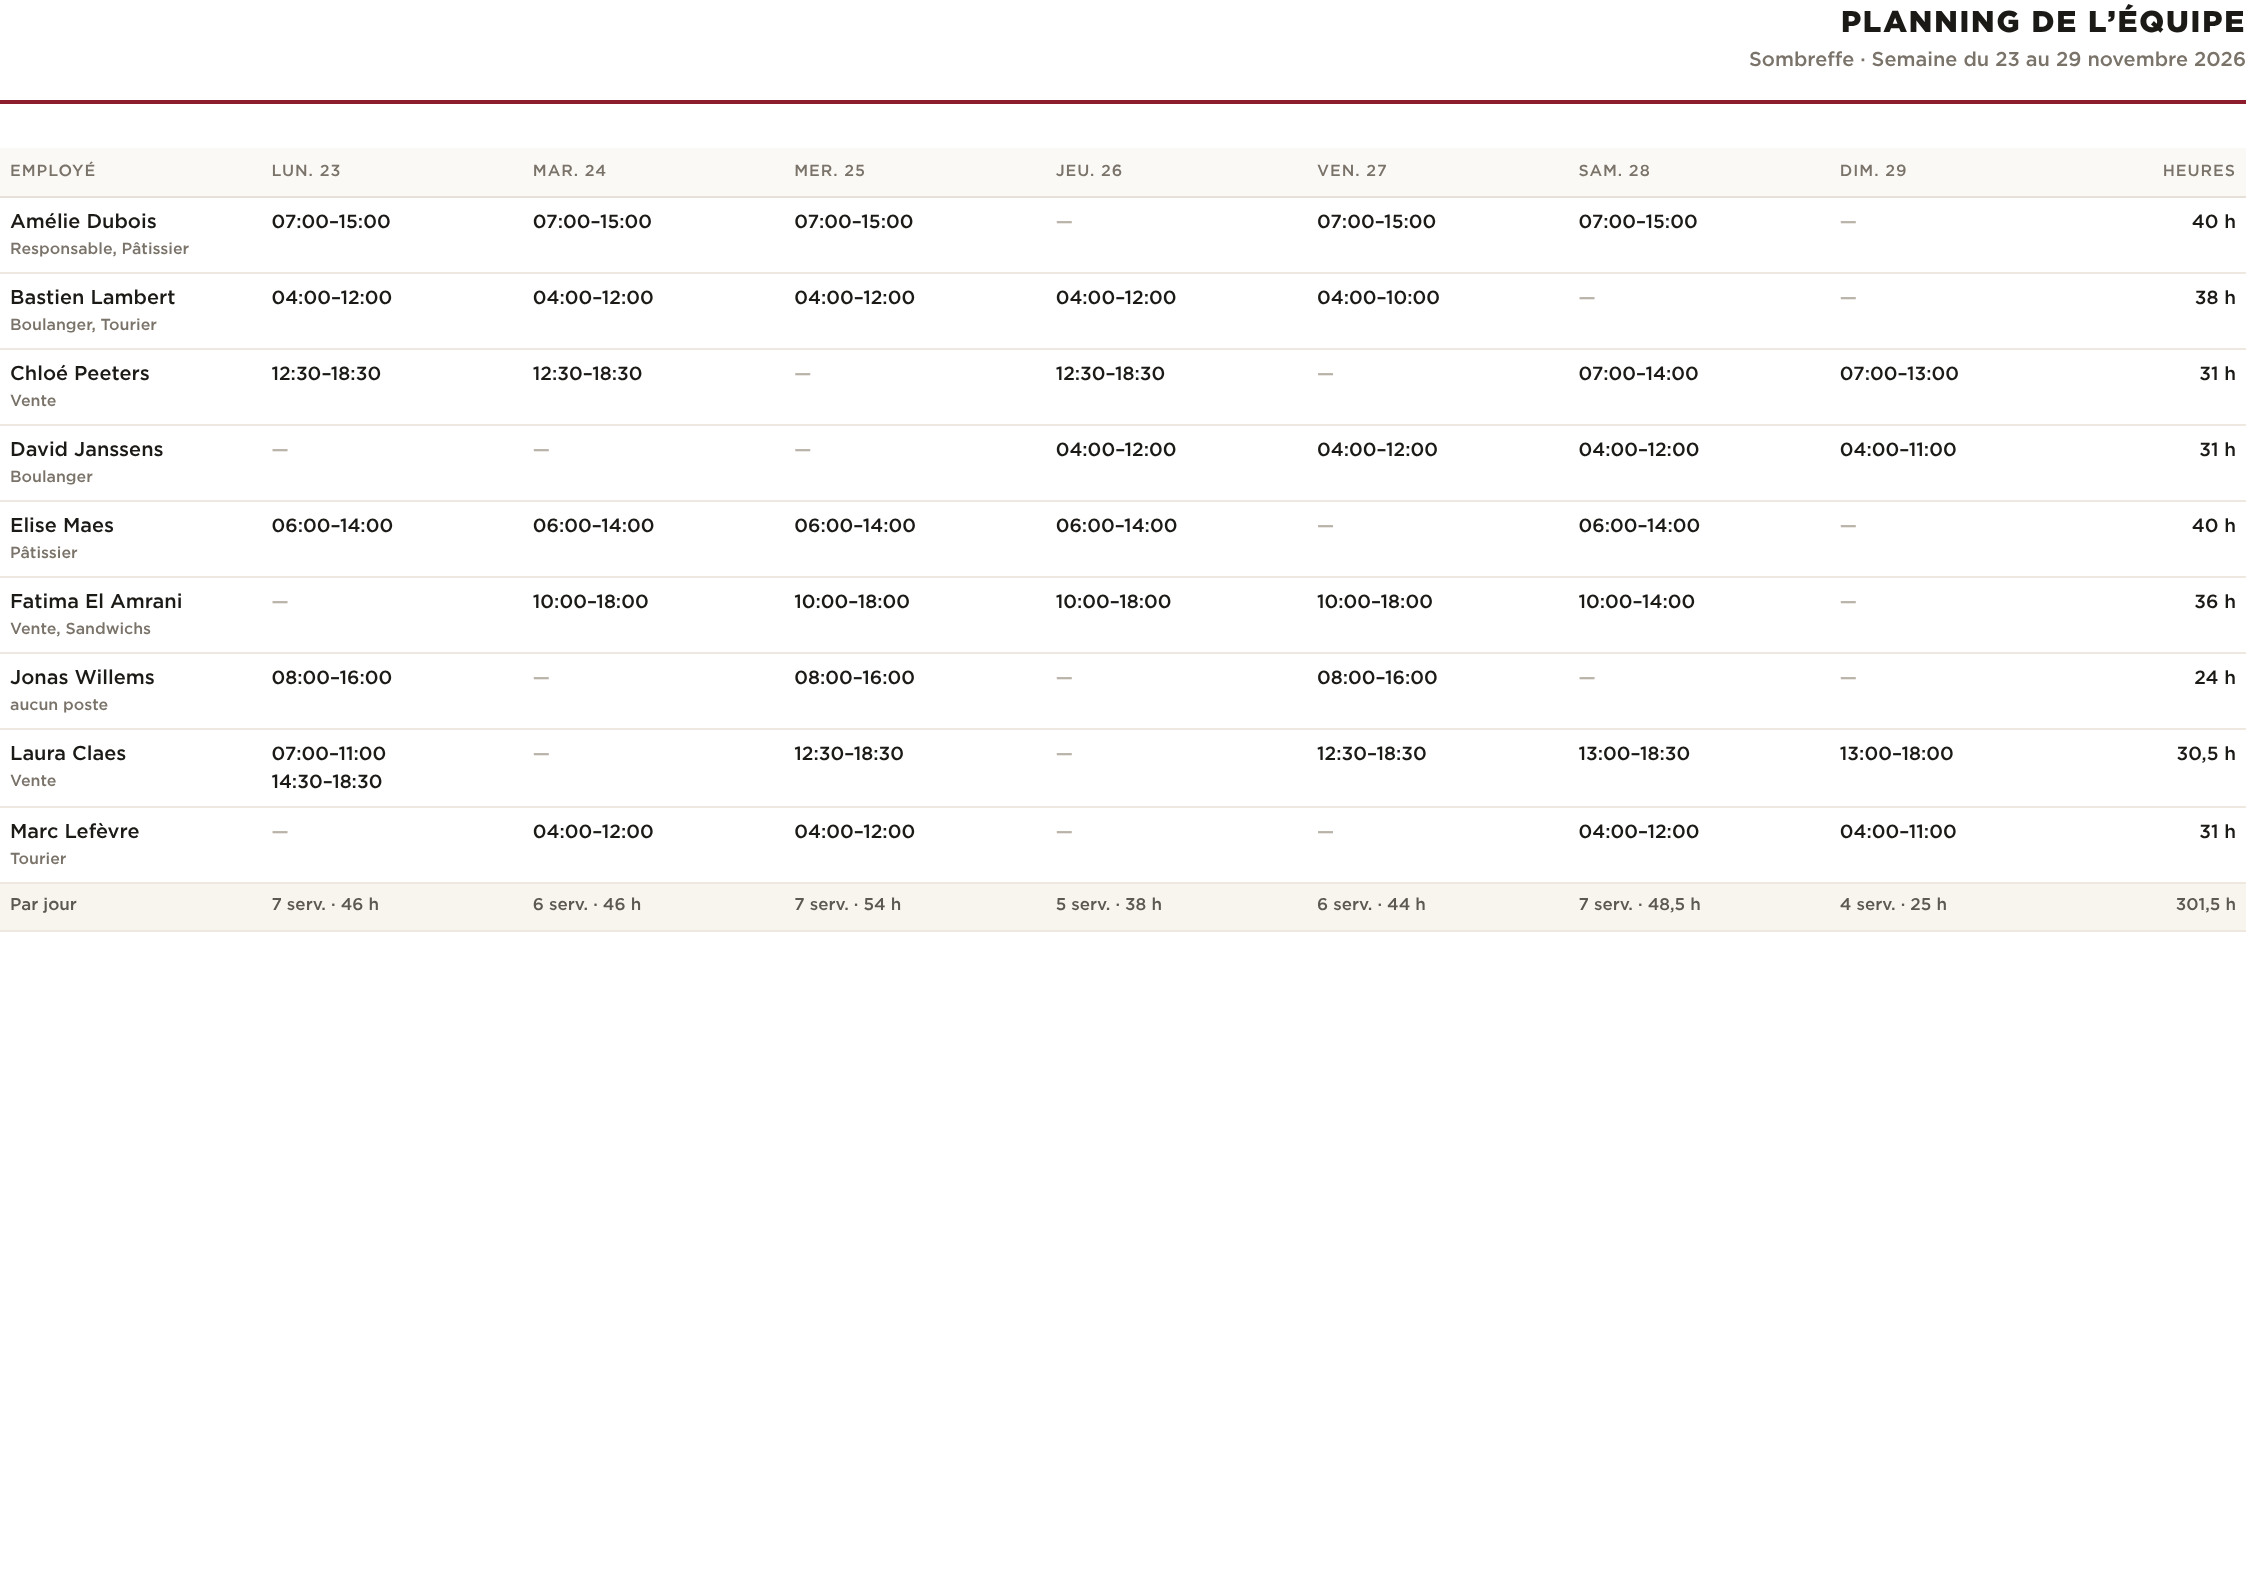 PLANNING DE L’ÉQUIPE
Sombreffe · Semaine du 23 au 29 novembre 2026
EMPLOYÉ LUN. 23 MAR. 24 MER. 25 JEU. 26 VEN. 27 SAM. 28 DIM. 29 HEURES
Amélie Dubois 07:00–15:00 07:00–15:00 07:00–15:00 — 07:00–15:00 07:00–15:00 — 40 h
Responsable, Pâtissier
Bastien Lambert 04:00–12:00 04:00–12:00 04:00–12:00 04:00–12:00 04:00–10:00 — — 38 h
Boulanger, Tourier
Chloé Peeters 12:30–18:30 12:30–18:30 — 12:30–18:30 — 07:00–14:00 07:00–13:00 31 h
Vente
David Janssens — — — 04:00–12:00 04:00–12:00 04:00–12:00 04:00–11:00 31 h
Boulanger
Elise Maes 06:00–14:00 06:00–14:00 06:00–14:00 06:00–14:00 — 06:00–14:00 — 40 h
Pâtissier
Fatima El Amrani — 10:00–18:00 10:00–18:00 10:00–18:00 10:00–18:00 10:00–14:00 — 36 h
Vente, Sandwichs
Jonas Willems 08:00–16:00 — 08:00–16:00 — 08:00–16:00 — — 24 h
aucun poste
Laura Claes 07:00–11:00 — 12:30–18:30 — 12:30–18:30 13:00–18:30 13:00–18:00 30,5 h
Vente 14:30–18:30
Marc Lefèvre — 04:00–12:00 04:00–12:00 — — 04:00–12:00 04:00–11:00 31 h
Tourier
Par jour 7 serv. · 46 h 6 serv. · 46 h 7 serv. · 54 h 5 serv. · 38 h 6 serv. · 44 h 7 serv. · 48,5 h 4 serv. · 25 h 301,5 h